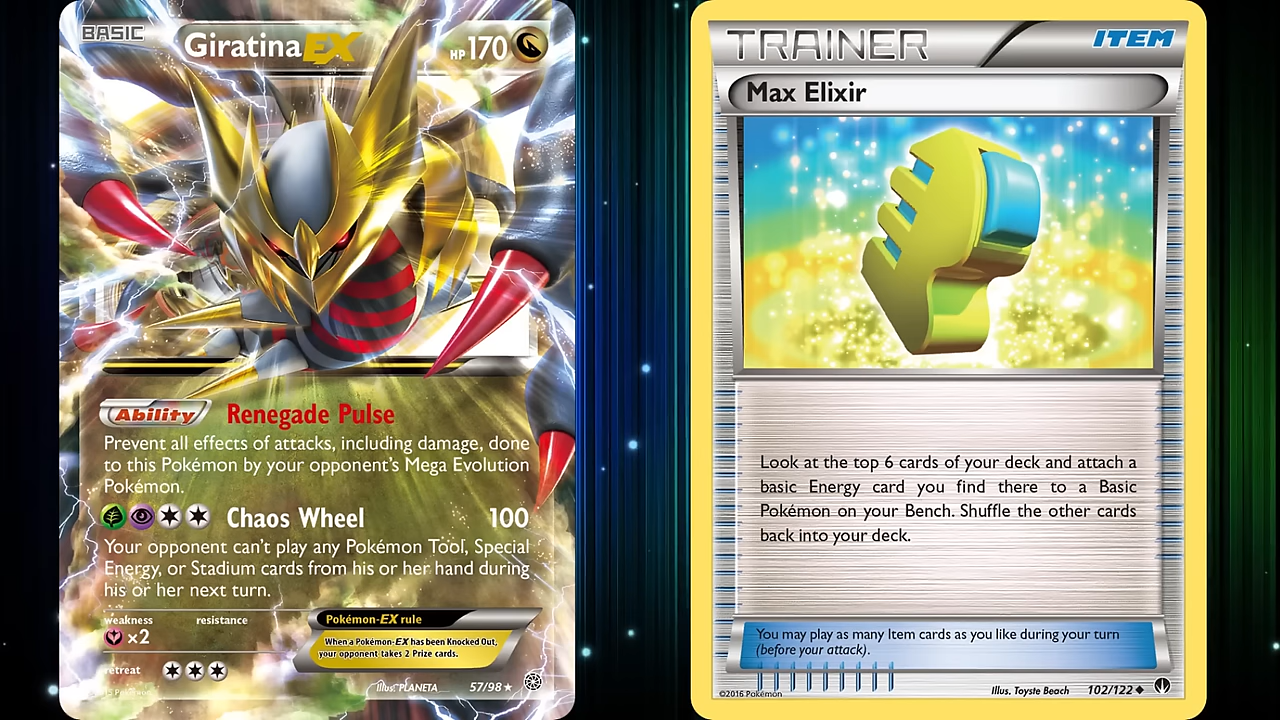 BASIC
Giratina EX
HP 170
Ability Renegade Pulse
Prevent all effects of attacks, including damage, done
to this Pokémon by your opponent's Mega Evolution
Pokémon.
Chaos Wheel 100
Your opponent can't play any Pokémon Tool, Special
Energy, or Stadium cards from his or her hand during
his or her next turn.
weakness resistance
×2
Pokémon-EX rule
When a Pokémon-EX has been Knocked Out,
your opponent takes 2 Prize cards.
retreat
Illus. PLANETA 57/98
TRAINER ITEM
Max Elixir
Look at the top 6 cards of your deck and attach a
basic Energy card you find there to a Basic
Pokémon on your Bench. Shuffle the other cards
back into your deck.
You may play as many Item cards as you like during your turn
(before your attack).
©2016 Pokémon Illus. Toyste Beach 102/122